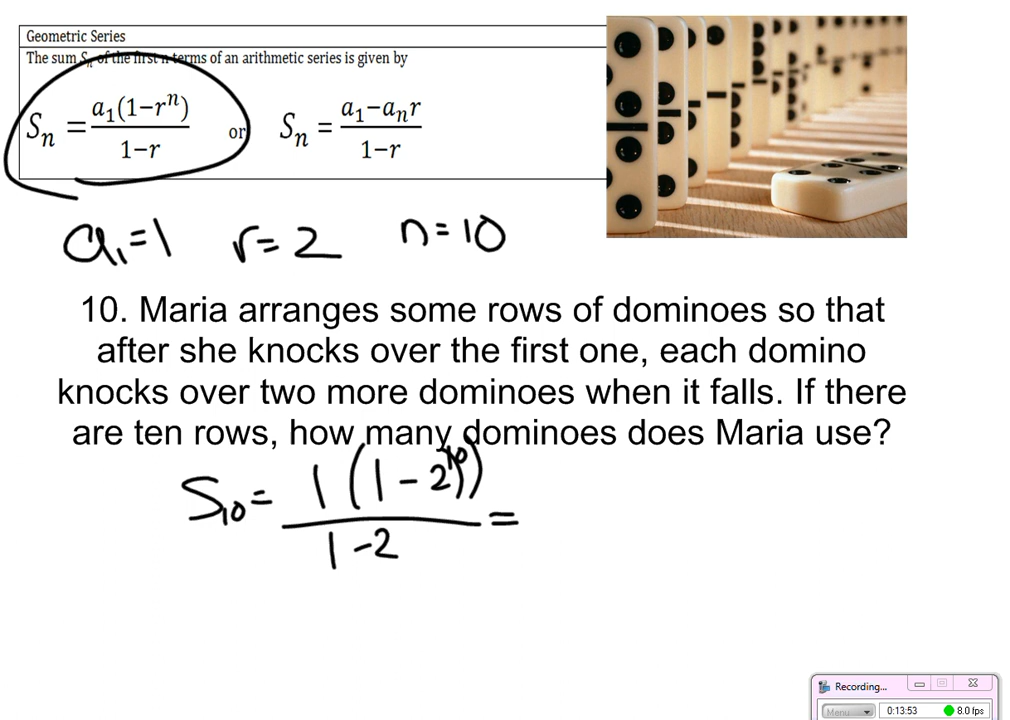 Geometric Series
The sum Sₙ of the first n terms of an arithmetic series is given by
Sₙ = a₁(1−rⁿ)/1−r or Sₙ = a₁−aₙr/1−r
a₁=1 r=2 n=10
10. Maria arranges some rows of dominoes so that
after she knocks over the first one, each domino
knocks over two more dominoes when it falls. If there
are ten rows, how many dominoes does Maria use?
S₁₀= 1(1-2¹⁰)/1-2 =
Recording...
Menu 0:13:53 8.0 fps